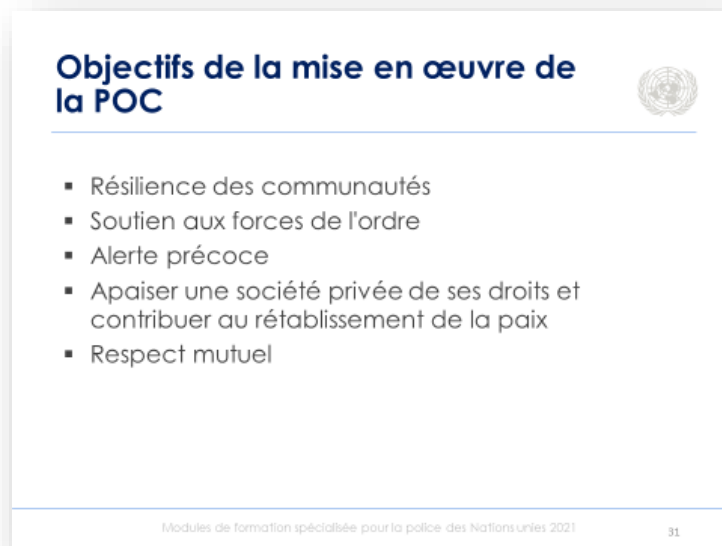 Objectifs de la mise en œuvre de
la POC
▪ Résilience des communautés
▪ Soutien aux forces de l'ordre
▪ Alerte précoce
▪ Apaiser une société privée de ses droits et
contribuer au rétablissement de la paix
▪ Respect mutuel
Modules de formation spécialisée pour la police des Nations unies 2021
31